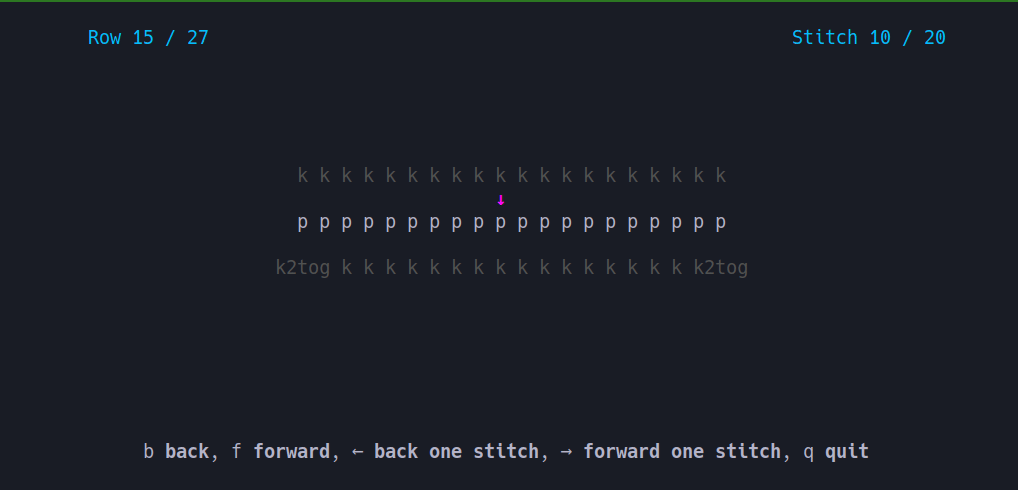 Row 15 / 27
Stitch 10 / 20
k k k k k k k k k k k k k k k k k k k k
↓
p p p p p p p p p p p p p p p p p p p p
k2tog k k k k k k k k k k k k k k k k k2tog
b back, f forward, ← back one stitch, → forward one stitch, q quit